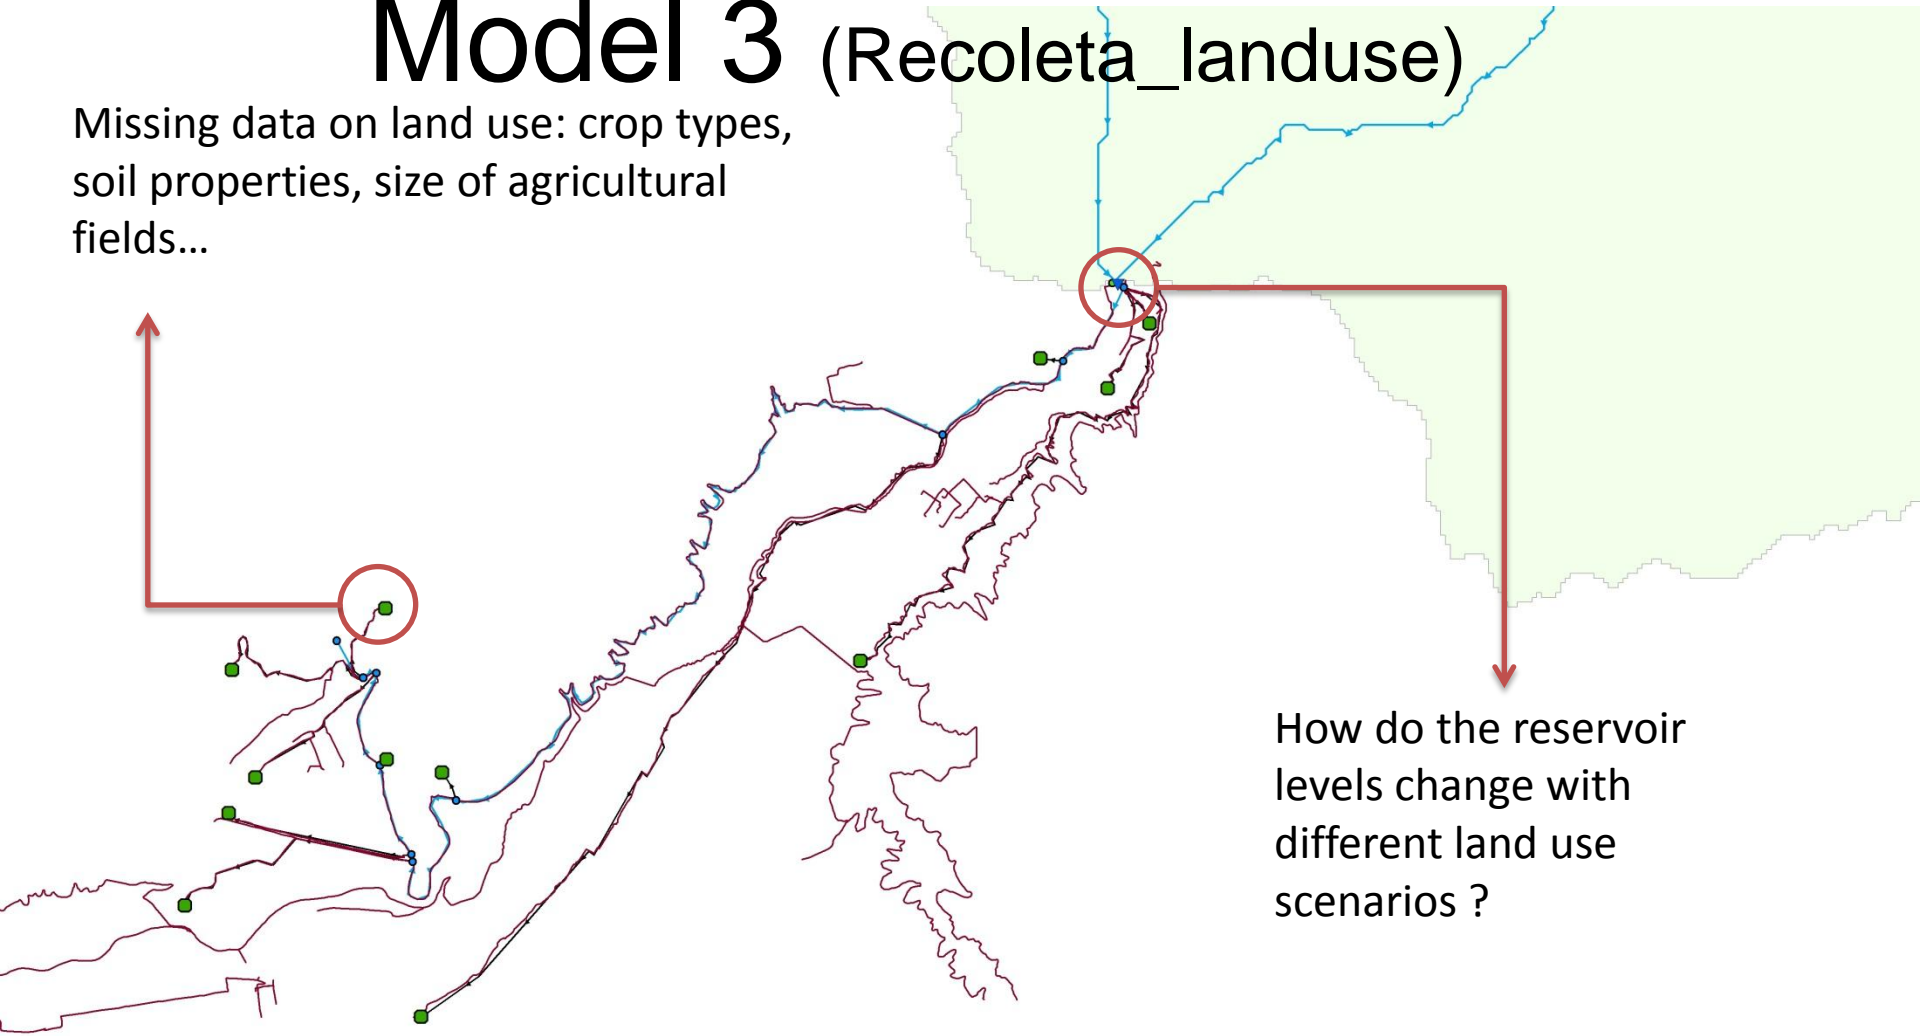 Model 3 (Recoleta_landuse)
Missing data on land use: crop types,
soil properties, size of agricultural
fields…
How do the reservoir
levels change with
different land use
scenarios ?